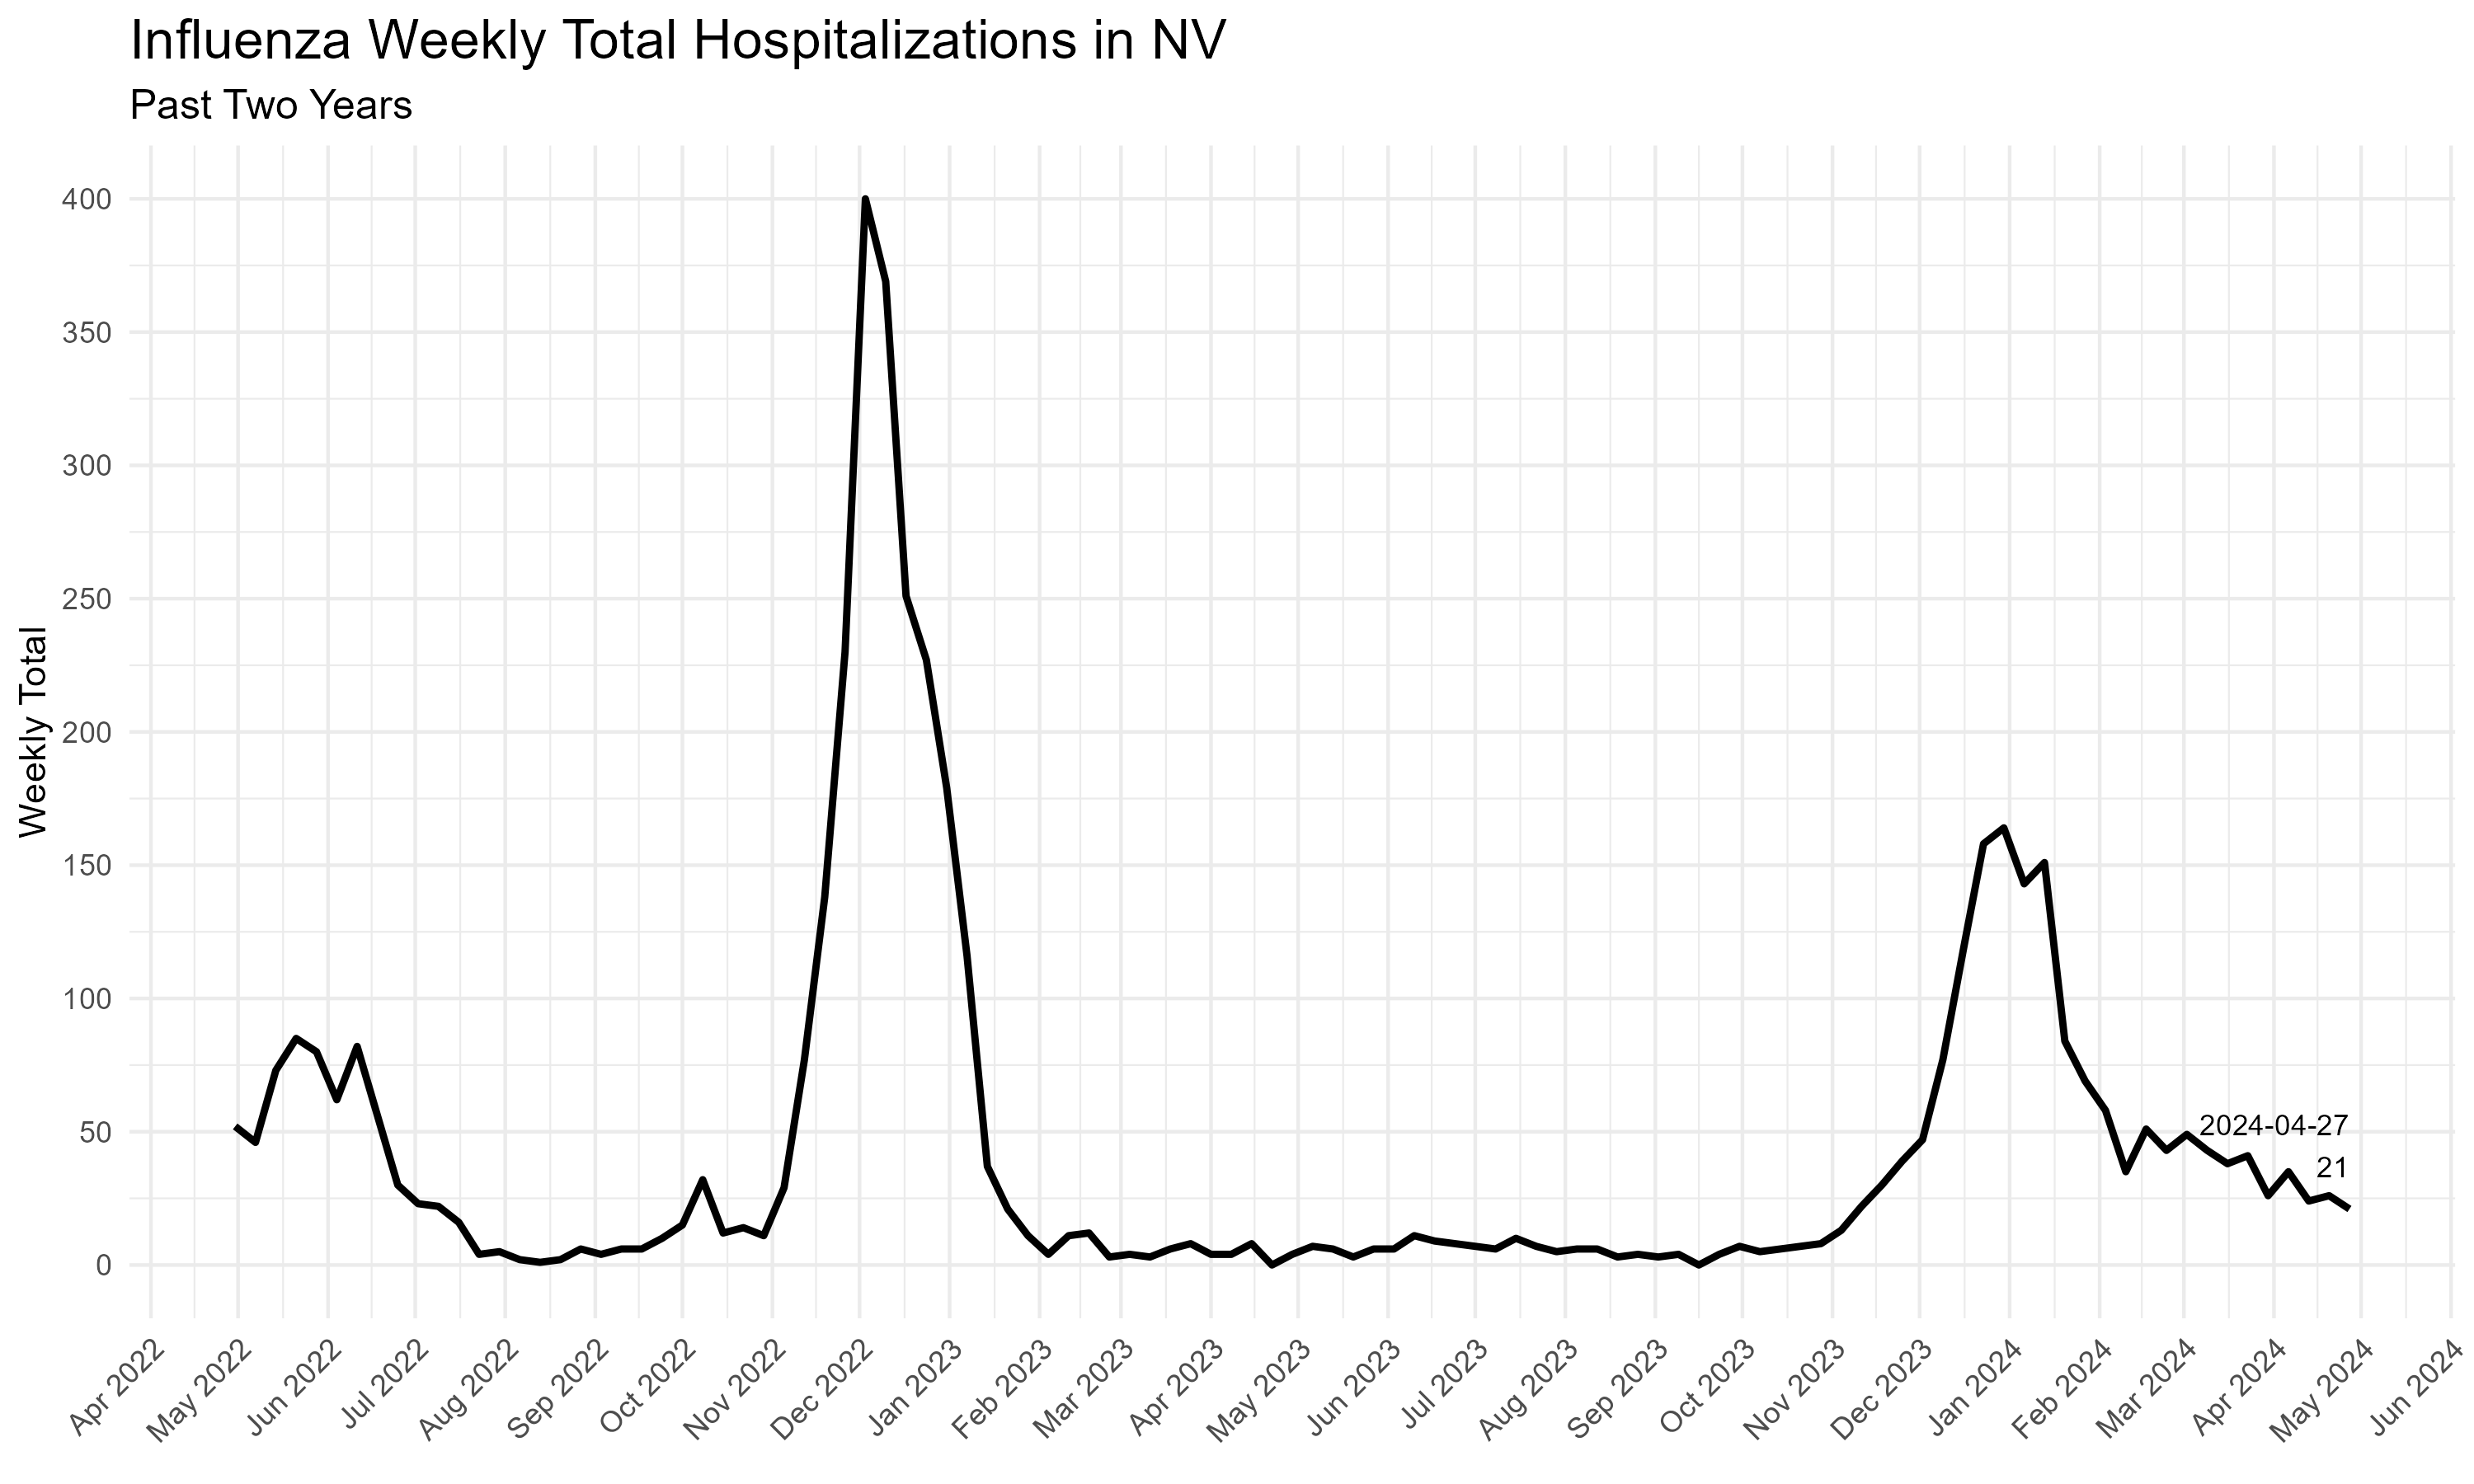 Influenza Weekly Total Hospitalizations in NV
Past Two Years
Weekly Total
400
350
300
250
200
150
100
50
0
2024-04-27
21
Apr 2022
May 2022
Jun 2022
Jul 2022
Aug 2022
Sep 2022
Oct 2022
Nov 2022
Dec 2022
Jan 2023
Feb 2023
Mar 2023
Apr 2023
May 2023
Jun 2023
Jul 2023
Aug 2023
Sep 2023
Oct 2023
Nov 2023
Dec 2023
Jan 2024
Feb 2024
Mar 2024
Apr 2024
May 2024
Jun 2024